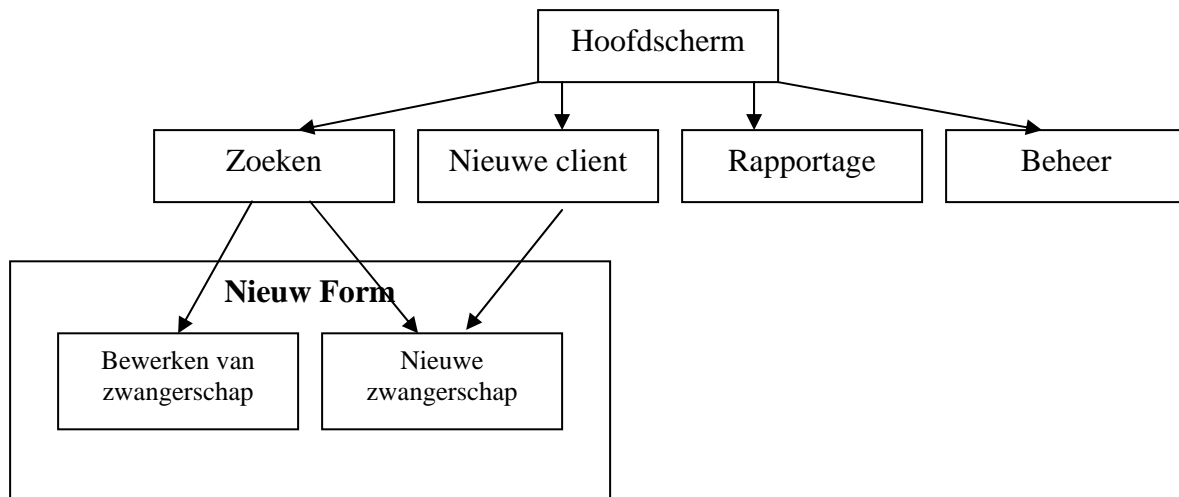 Hoofdscherm
Zoeken
Nieuwe client
Rapportage
Beheer
Nieuw Form
Bewerken van
zwangerschap
Nieuwe
zwangerschap